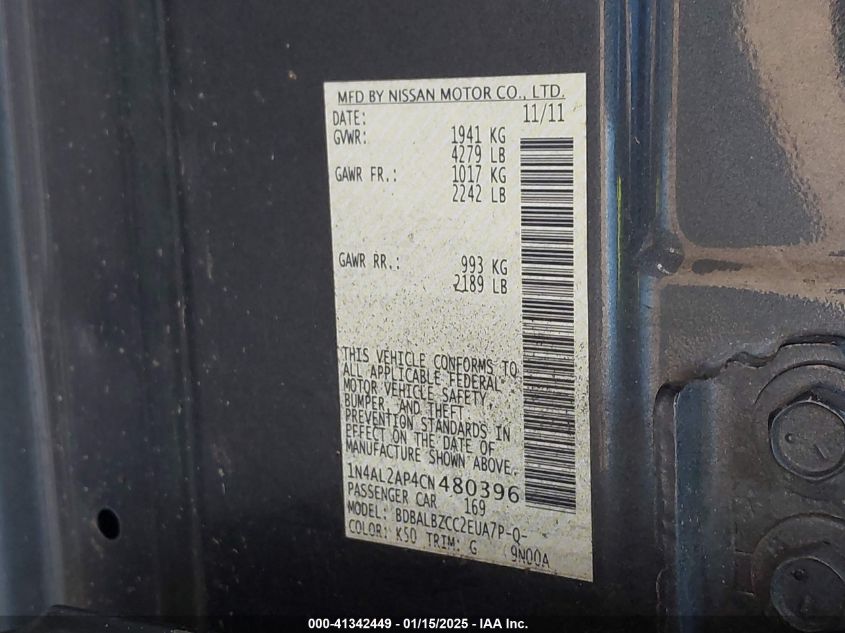 MFD BY NISSAN MOTOR CO., LTD.
DATE: 11/11
GVWR: 1941 KG
4279 LB
GAWR FR.: 1017 KG
2242 LB
GAWR RR.: 993 KG
2189 LB
THIS VEHICLE CONFORMS TO
ALL APPLICABLE FEDERAL
MOTOR VEHICLE SAFETY,
BUMPER, AND THEFT
PREVENTION STANDARDS IN
EFFECT ON THE DATE OF
MANUFACTURE SHOWN ABOVE.
1N4AL2AP4CN480396
PASSENGER CAR 169
MODEL: BDBALBZCC2EUA7P-Q-
COLOR: K50 TRIM: G 9N00A
000-41342449 - 01/15/2025 - IAA Inc.